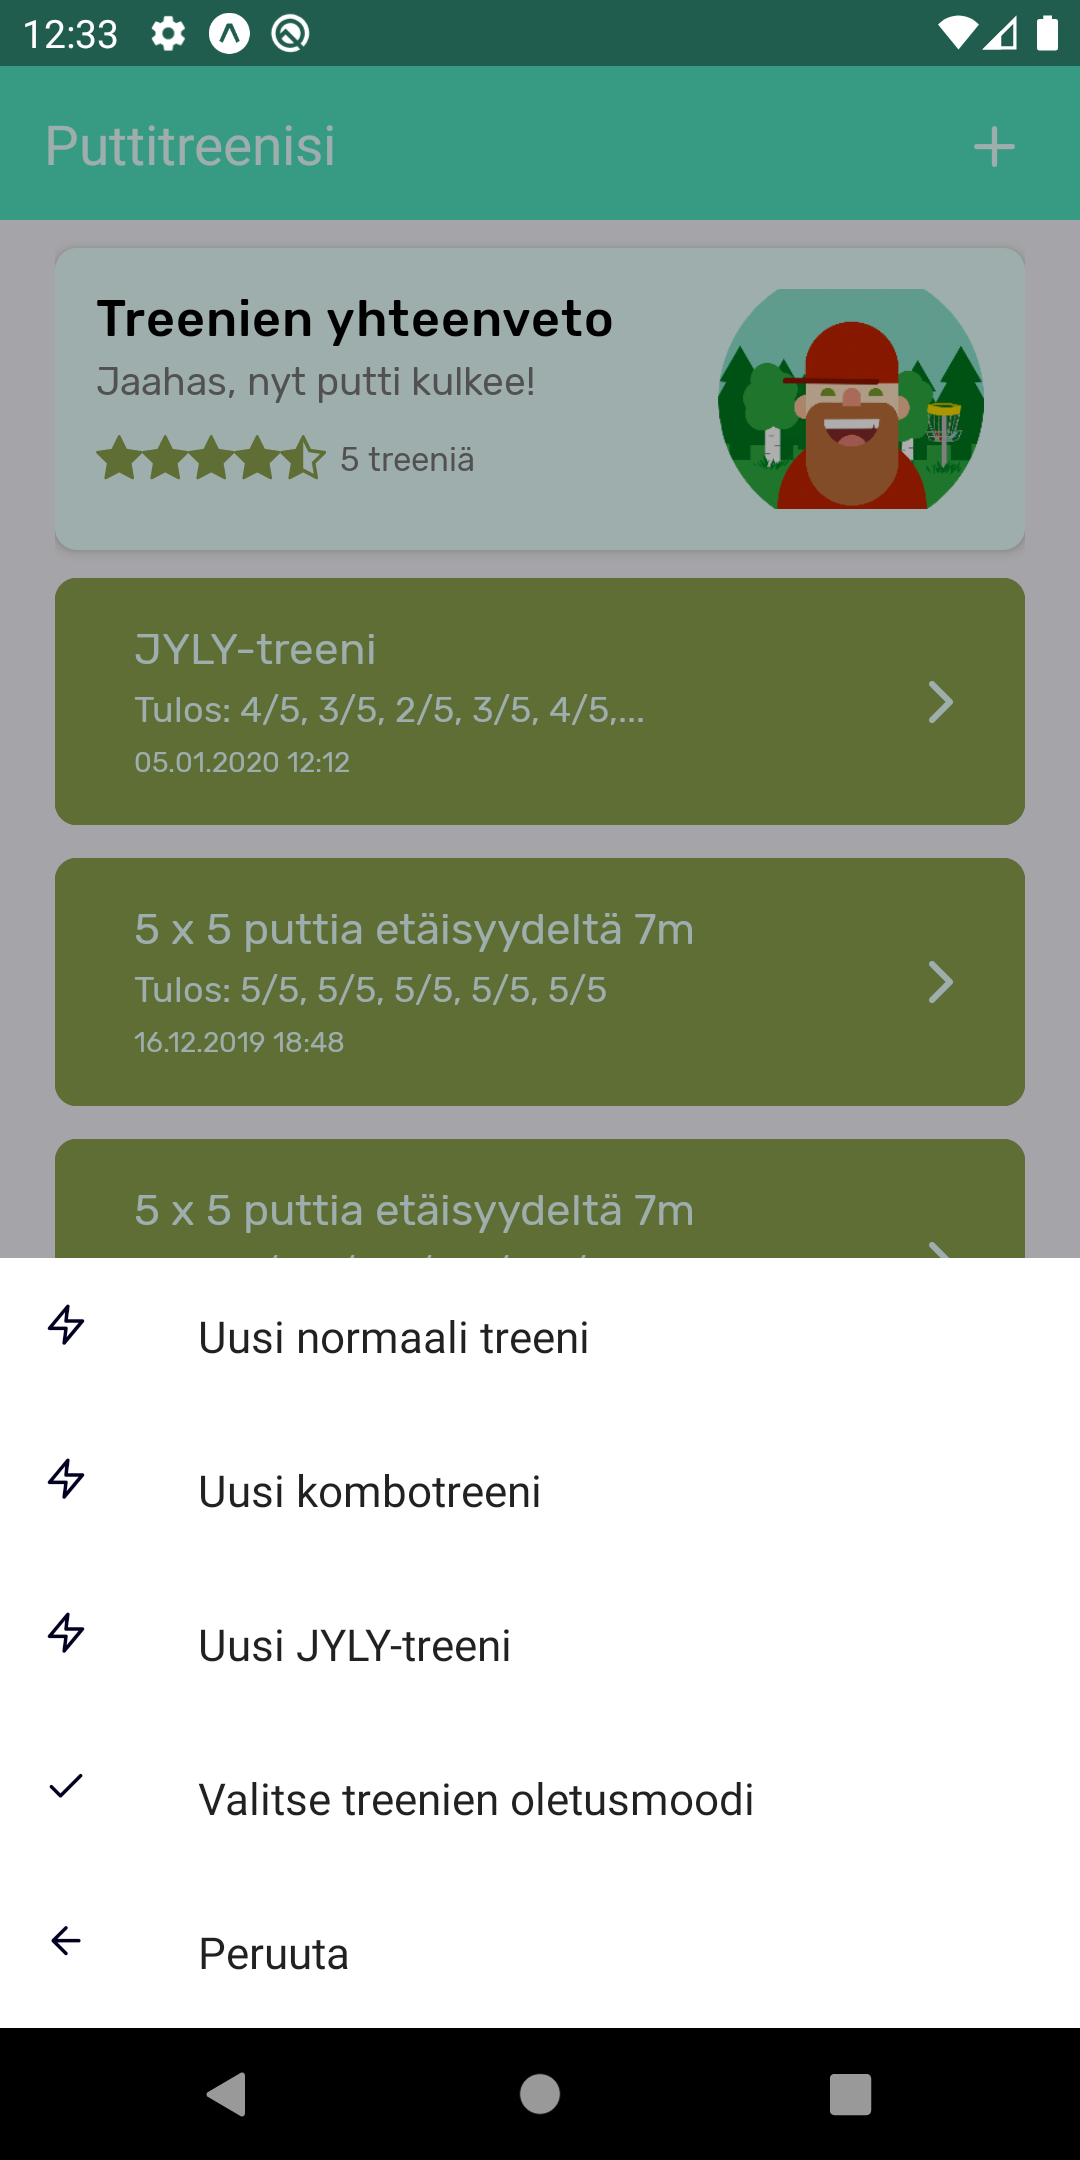 12:33
Puttitreenisi
Treenien yhteenveto
Jaahas, nyt putti kulkee!
5 treeniä
JYLY-treeni
Tulos: 4/5, 3/5, 2/5, 3/5, 4/5,...
05.01.2020 12:12
5 x 5 puttia etäisyydeltä 7m
Tulos: 5/5, 5/5, 5/5, 5/5, 5/5
16.12.2019 18:48
5 x 5 puttia etäisyydeltä 7m
Uusi normaali treeni
Uusi kombotreeni
Uusi JYLY-treeni
Valitse treenien oletusmoodi
Peruuta